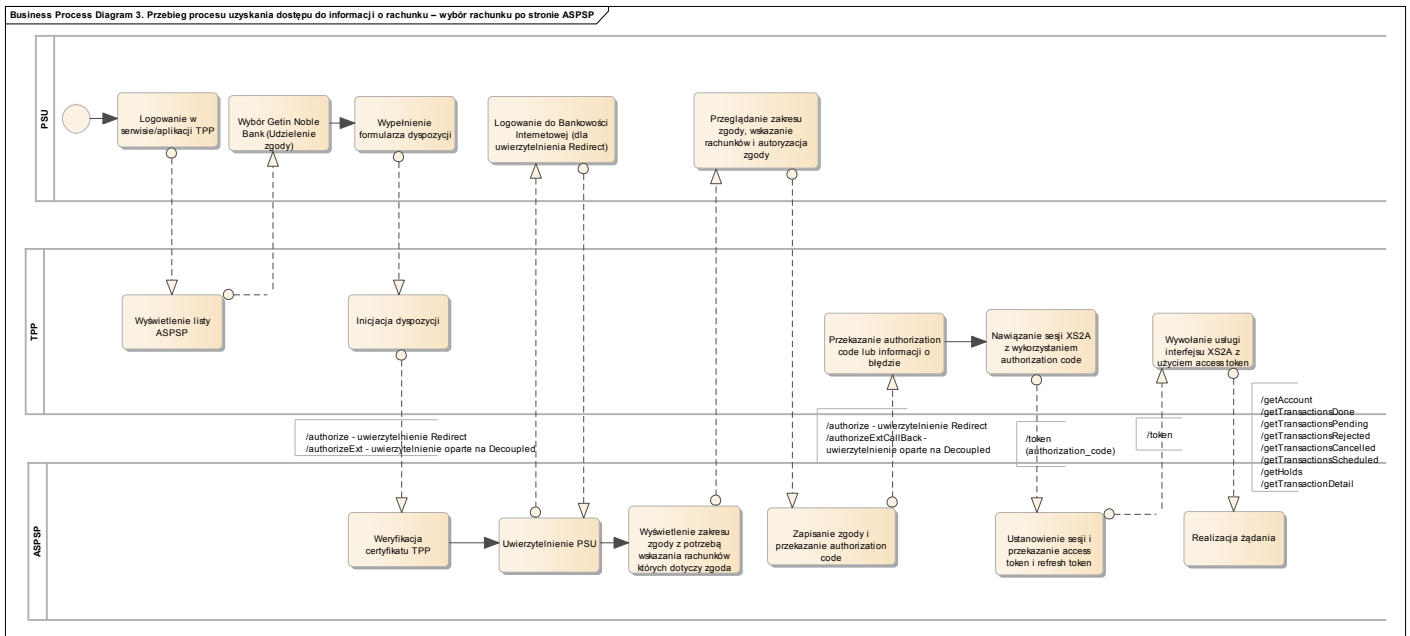 Business Process Diagram 3. Przebieg procesu uzyskania dostępu do informacji o rachunku – wybór rachunku po stronie ASPSP
PSU
Logowanie w
serwisie/aplikacji TPP
Wybór Getin Noble
Bank (Udzielenie
zgody)
Wypełnienie
formularza dyspozycji
Logowanie do Bankowości
Internetowej (dla
uwierzytelnienia Redirect)
Przeglądanie zakresu
zgody, wskazanie
rachunków i autoryzacja
zgody
TPP
Wyświetlenie listy
ASPSP
Inicjacja dyspozycji
Przekazanie authorization
code lub informacji o
błędzie
Nawiązanie sesji XS2A
z wykorzystaniem
authorization code
Wywołanie usługi
interfejsu XS2A z
użyciem access token
/authorize - uwierzytelnienie Redirect
/authorizeExt - uwierzytelnienie oparte na Decoupled
/authorize - uwierzytelnienie Redirect
/authorizeExtCallBack -
uwierzytelnienie oparte na Decoupled
/token
(authorization_code)
/token
/getAccount
/getTransactionsDone
/getTransactionsPending
/getTransactionsRejected
/getTransactionsCancelled
/getTransactionsScheduled
/getHolds
/getTransactionDetail
ASPSP
Weryfikacja
certyfikatu TPP
Uwierzytelnienie PSU
Wyświetlenie zakresu
zgody z potrzebą
wskazania rachunków
których dotyczy zgoda
Zapisanie zgody i
przekazanie authorization
code
Ustanowienie sesji i
przekazanie access
token i refresh token
Realizacja żądania